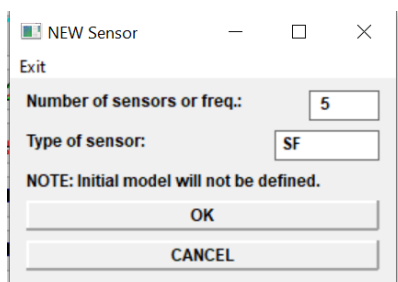 NEW Sensor
Exit
Number of sensors or freq.: 5
Type of sensor: SF
NOTE: Initial model will not be defined.
OK
CANCEL